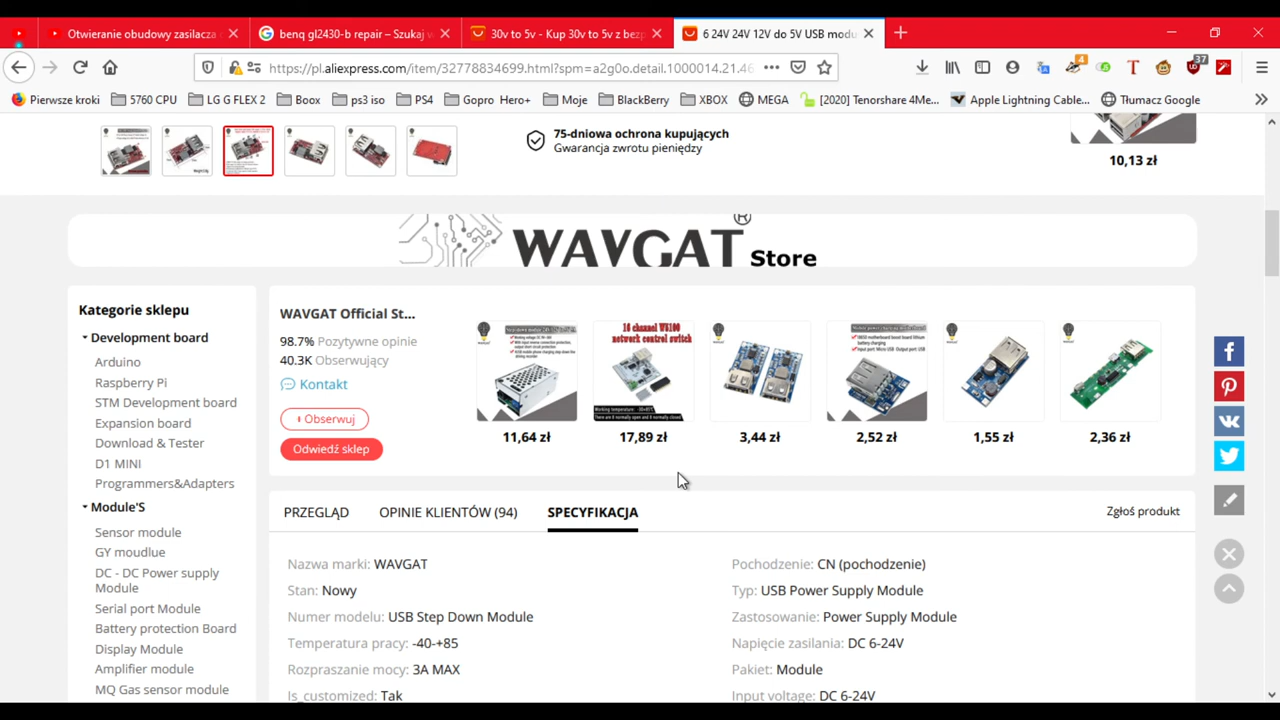 Otwieranie obudowy zasilacza
benq gl2430-b repair – Szukaj w
30v to 5v - Kup 30v to 5v z bezp
6 24V 24V 12V do 5V USB modu
https://pl.aliexpress.com/item/32778834699.html?spm=a2g0o.detail.1000014.21.46
4
37
Pierwsze kroki
5760 CPU
LG G FLEX 2
Boox
ps3 iso
PS4
Gopro Hero+
Moje
BlackBerry
XBOX
MEGA
[2020] Tenorshare 4Me...
Apple Lightning Cable...
Tłumacz Google
75-dniowa ochrona kupujących
Gwarancja zwrotu pieniędzy
10,13 zł
WAVGAT® Store
Kategorie sklepu
Development board
Arduino
Raspberry Pi
STM Development board
Expansion board
Download & Tester
D1 MINI
Programmers&Adapters
Module'S
Sensor module
GY moudlue
DC - DC Power supply
Module
Serial port Module
Battery protection Board
Display Module
Amplifier module
MQ Gas sensor module
WAVGAT Official St...
98.7% Pozytywne opinie
40.3K Obserwujący
Kontakt
+ Obserwuj
Odwiedź sklep
16 channel W5100
network control switch
11,64 zł
17,89 zł
3,44 zł
2,52 zł
1,55 zł
2,36 zł
PRZEGLĄD
OPINIE KLIENTÓW (94)
SPECYFIKACJA
Zgłoś produkt
Nazwa marki: WAVGAT
Pochodzenie: CN (pochodzenie)
Stan: Nowy
Typ: USB Power Supply Module
Numer modelu: USB Step Down Module
Zastosowanie: Power Supply Module
Temperatura pracy: -40-+85
Napięcie zasilania: DC 6-24V
Rozpraszanie mocy: 3A MAX
Pakiet: Module
Is_customized: Tak
Input voltage: DC 6-24V